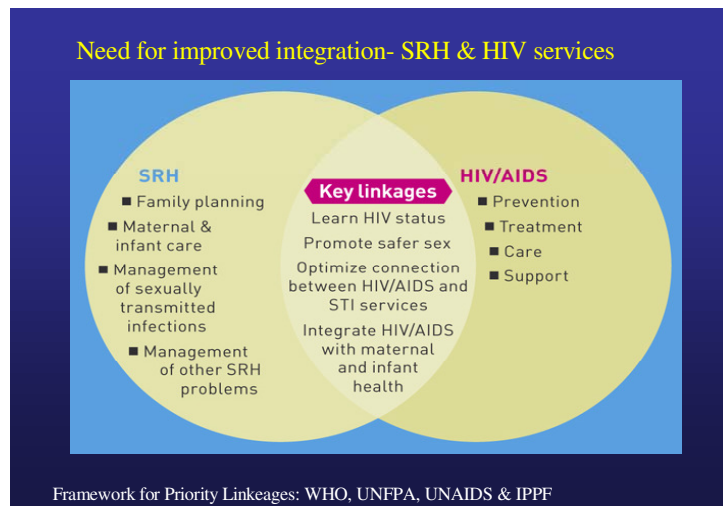 Need for improved integration- SRH & HIV services
SRH
■ Family planning
■ Maternal &
infant care
■ Management
of sexually
transmitted
infections
■ Management
of other SRH
problems
Key linkages
Learn HIV status
Promote safer sex
Optimize connection
between HIV/AIDS and
STI services
Integrate HIV/AIDS
with maternal
and infant
health
HIV/AIDS
■ Prevention
■ Treatment
■ Care
■ Support
Framework for Priority Linkeages: WHO, UNFPA, UNAIDS & IPPF